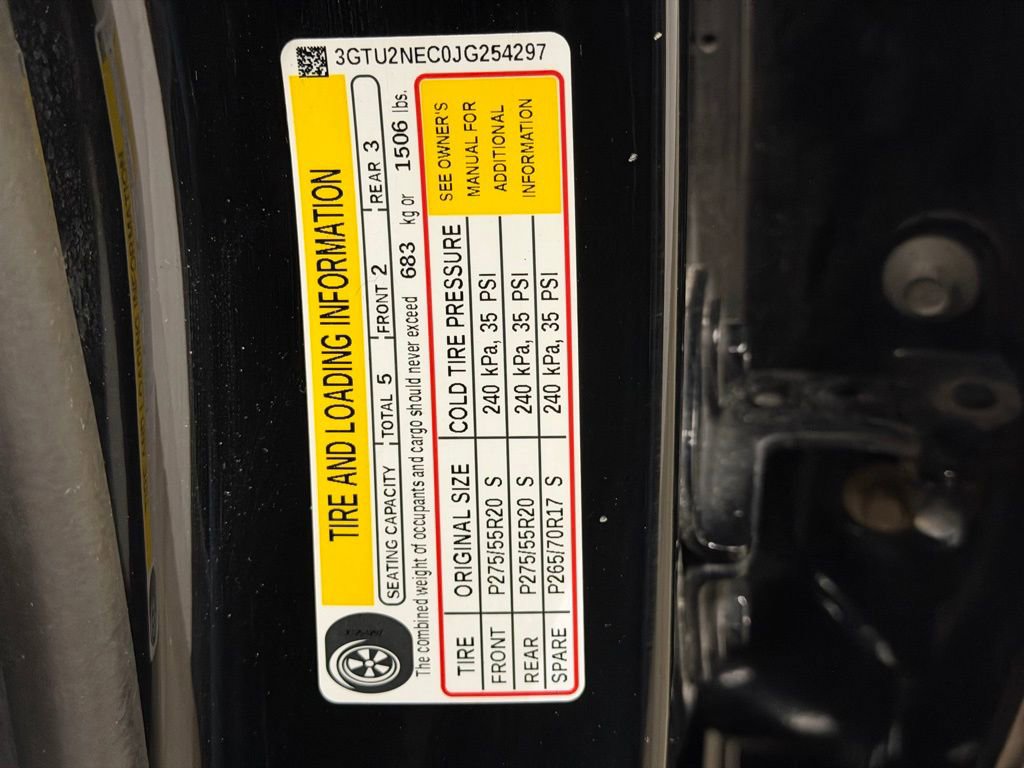 3GTU2NEC0JG254297
TIRE AND LOADING INFORMATION
SEATING CAPACITY TOTAL 5 FRONT 2 REAR 3
The combined weight of occupants and cargo should never exceed 683 kg or 1506 lbs.
TIRE ORIGINAL SIZE COLD TIRE PRESSURE
FRONT P275/55R20 S 240 kPa, 35 PSI
REAR P275/55R20 S 240 kPa, 35 PSI
SPARE P265/70R17 S 240 kPa, 35 PSI
SEE OWNER'S
MANUAL FOR
ADDITIONAL
INFORMATION